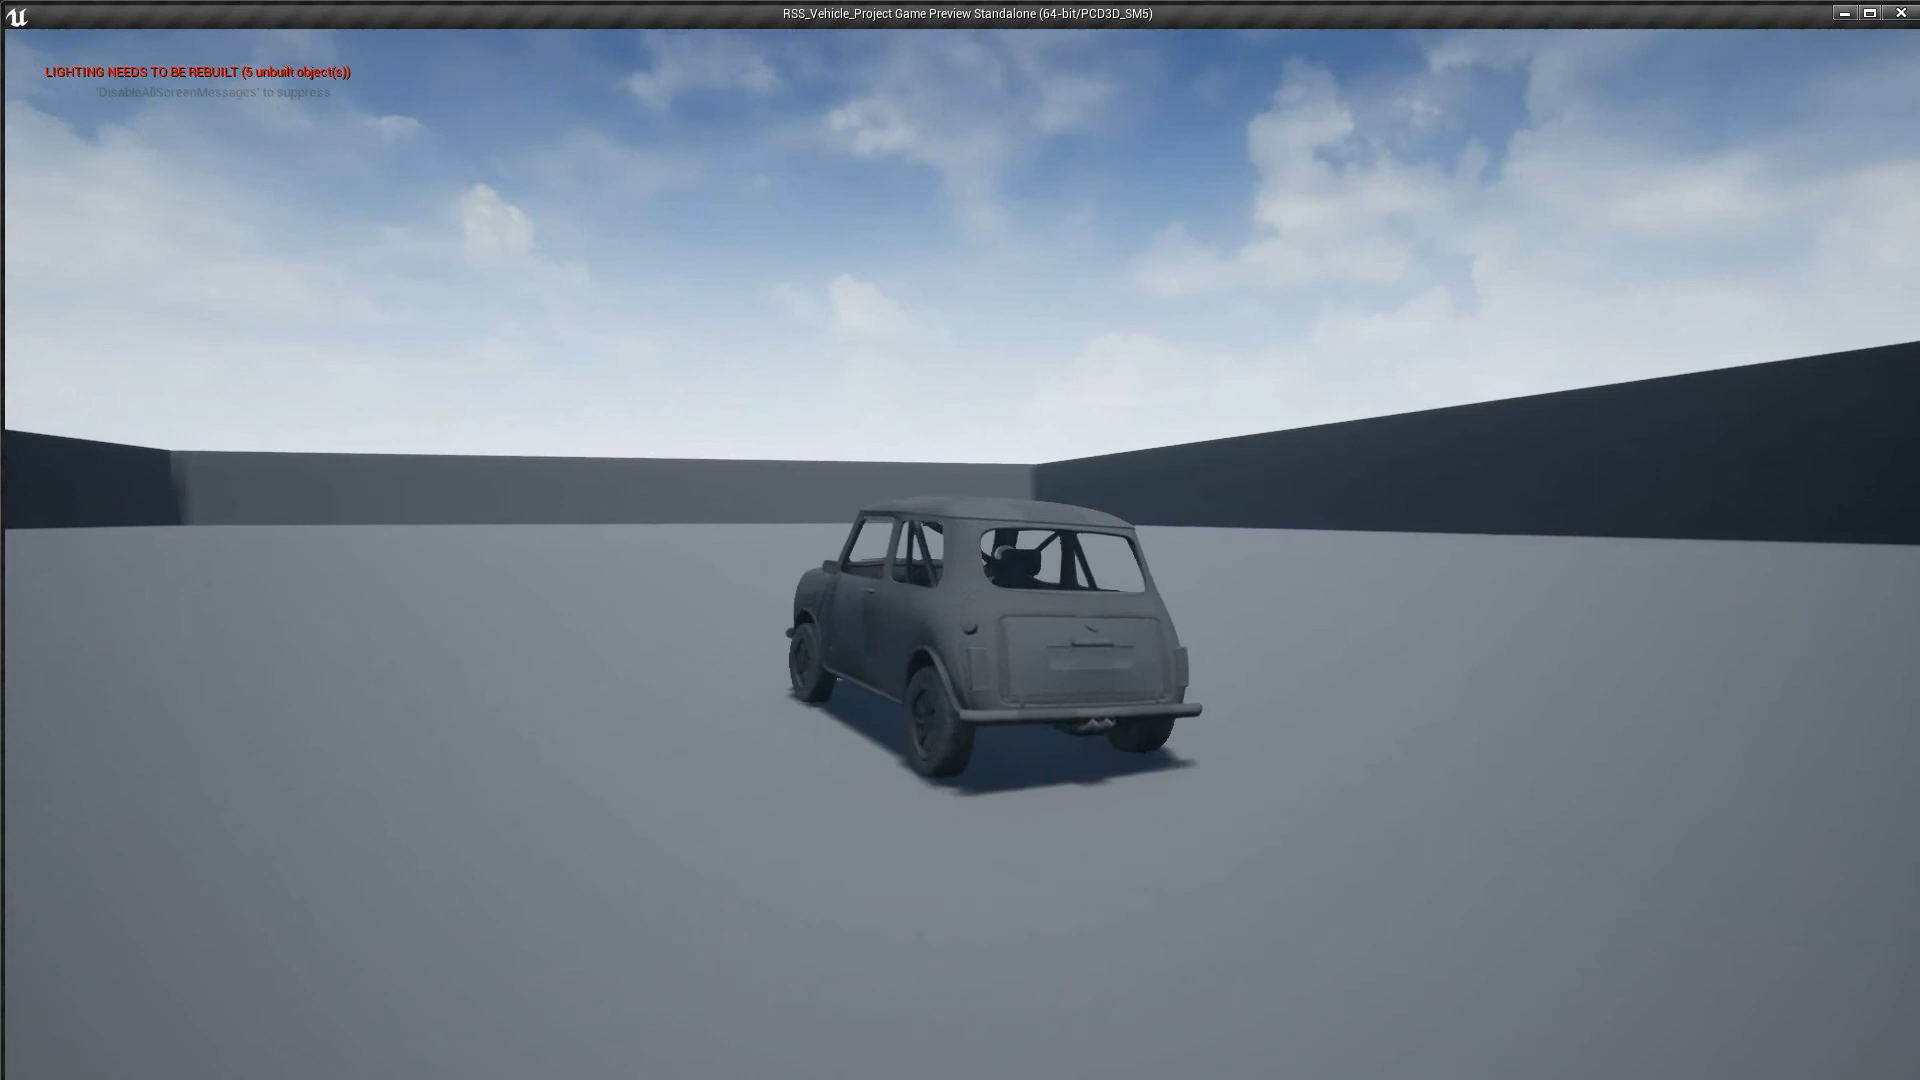 RSS_Vehicle_Project Game Preview Standalone (64-bit/PCD3D_SM5)
LIGHTING NEEDS TO BE REBUILT (5 unbuilt object(s))
'DisableAllScreenMessages' to suppress